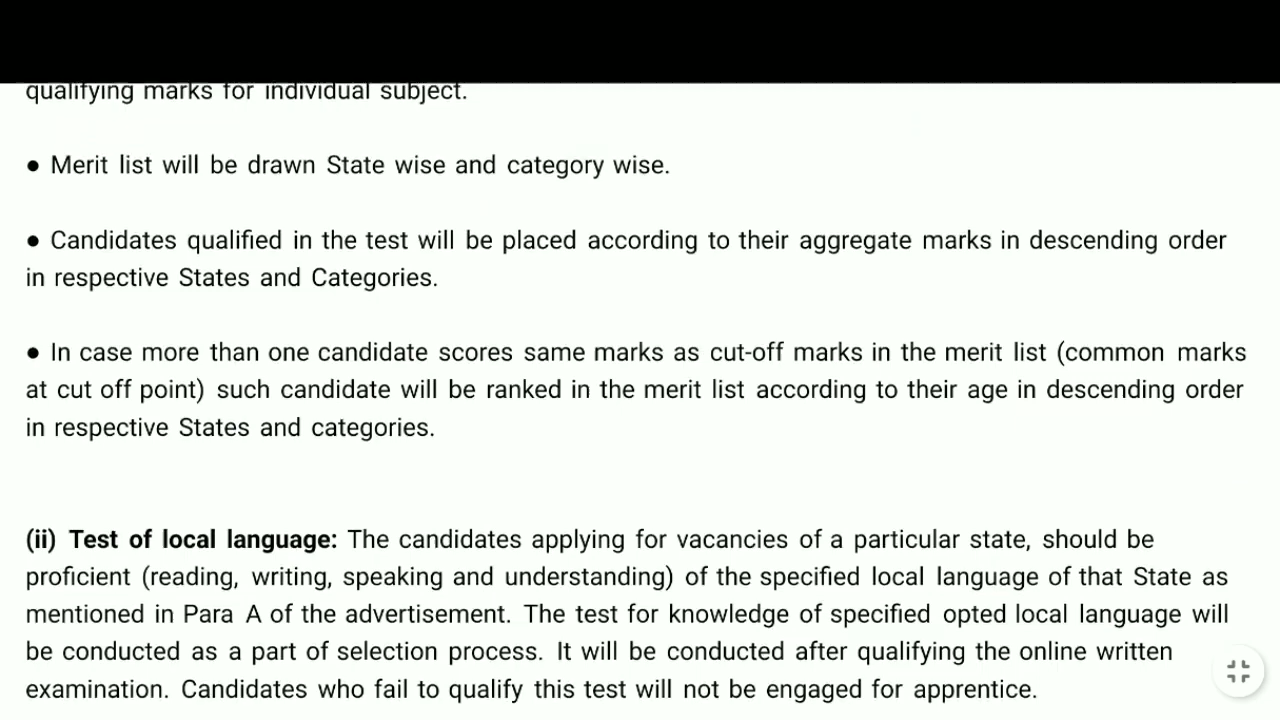 qualifying marks for individual subject.
● Merit list will be drawn State wise and category wise.
● Candidates qualified in the test will be placed according to their aggregate marks in descending order
in respective States and Categories.
● In case more than one candidate scores same marks as cut-off marks in the merit list (common marks
at cut off point) such candidate will be ranked in the merit list according to their age in descending order
in respective States and categories.
(ii) Test of local language: The candidates applying for vacancies of a particular state, should be
proficient (reading, writing, speaking and understanding) of the specified local language of that State as
mentioned in Para A of the advertisement. The test for knowledge of specified opted local language will
be conducted as a part of selection process. It will be conducted after qualifying the online written
examination. Candidates who fail to qualify this test will not be engaged for apprentice.